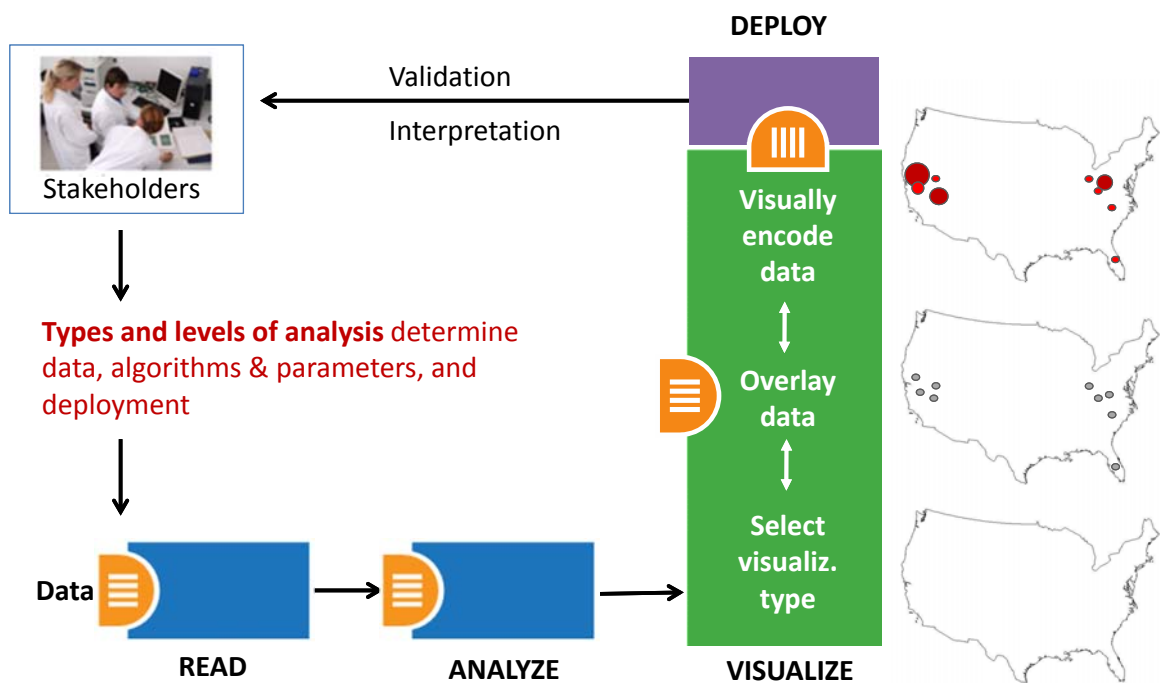 DEPLOY
Validation
Interpretation
Stakeholders
Types and levels of analysis determine
data, algorithms & parameters, and
deployment
Visually
encode
data
Overlay
data
Select
visualiz.
type
Data
READ
ANALYZE
VISUALIZE